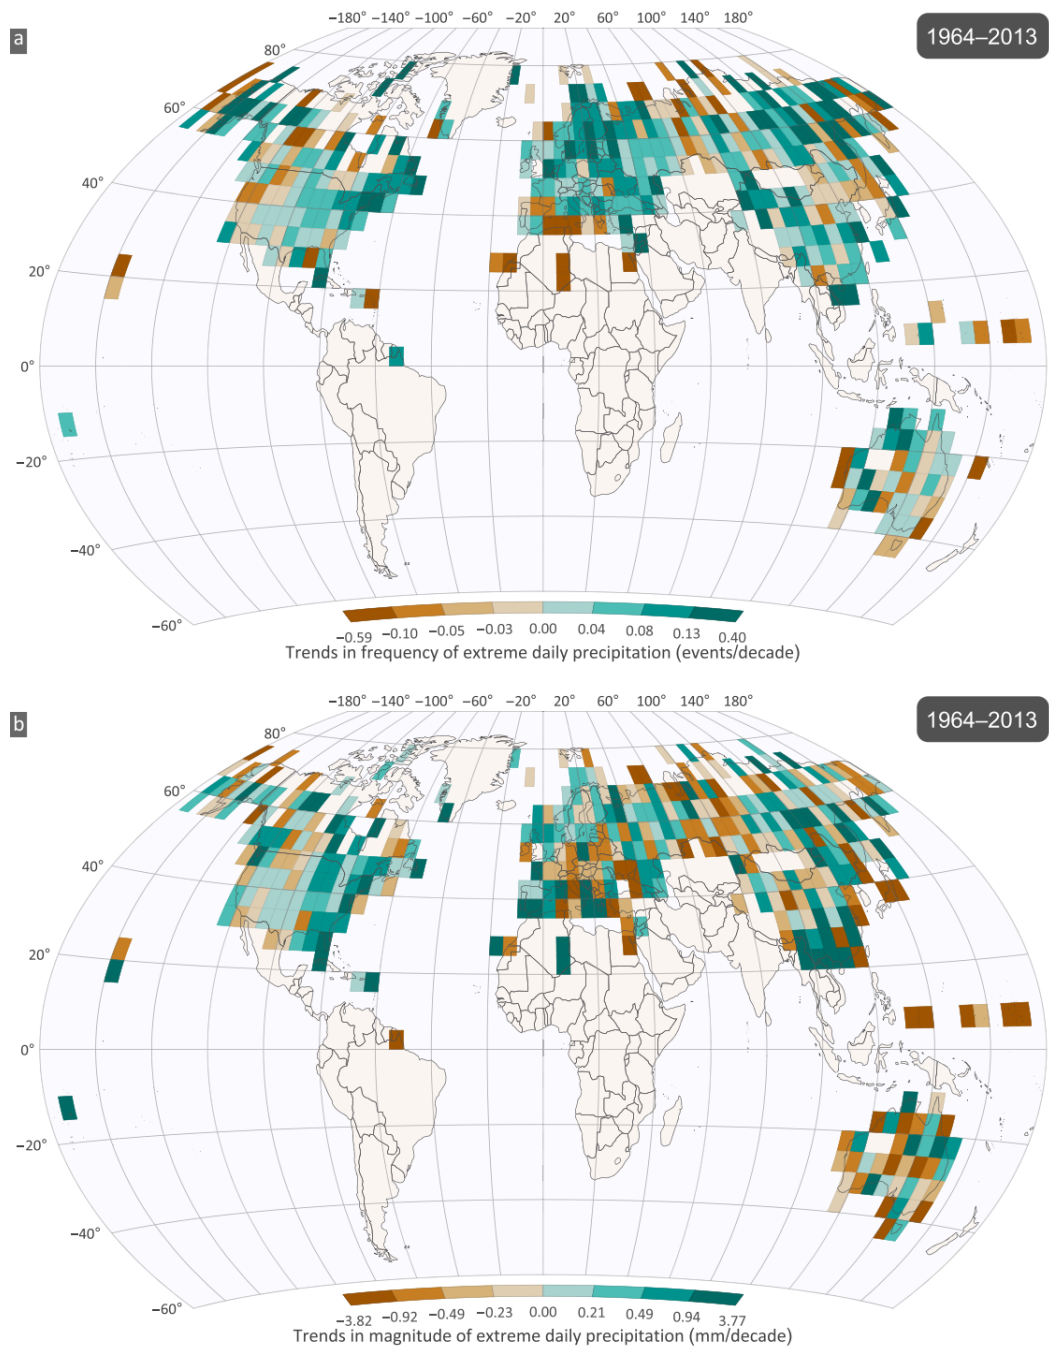 −180° −140° −100° −60° −20° 20° 60° 100° 140° 180°
a
1964–2013
80°
60°
40°
20°
0°
−20°
−40°
−60°
−0.59 −0.10 −0.05 −0.03 0.00 0.04 0.08 0.13 0.40
Trends in frequency of extreme daily precipitation (events/decade)
−180° −140° −100° −60° −20° 20° 60° 100° 140° 180°
b
1964–2013
80°
60°
40°
20°
0°
−20°
−40°
−60°
−3.82 −0.92 −0.49 −0.23 0.00 0.21 0.49 0.94 3.77
Trends in magnitude of extreme daily precipitation (mm/decade)